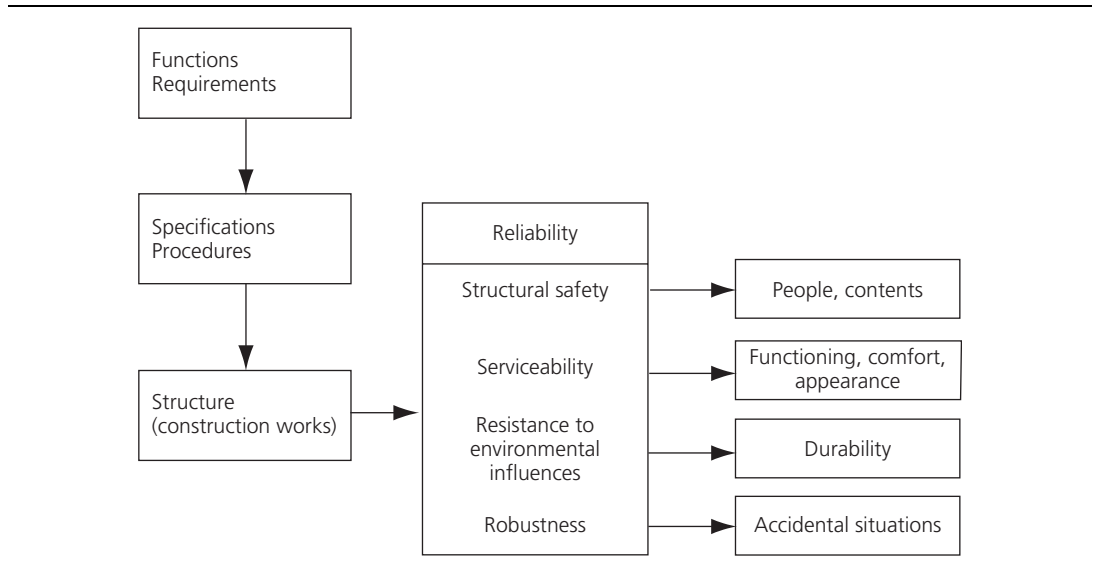 Functions
Requirements
Specifications
Procedures
Structure
(construction works)
Reliability
Structural safety
Serviceability
Resistance to
environmental
influences
Robustness
People, contents
Functioning, comfort,
appearance
Durability
Accidental situations